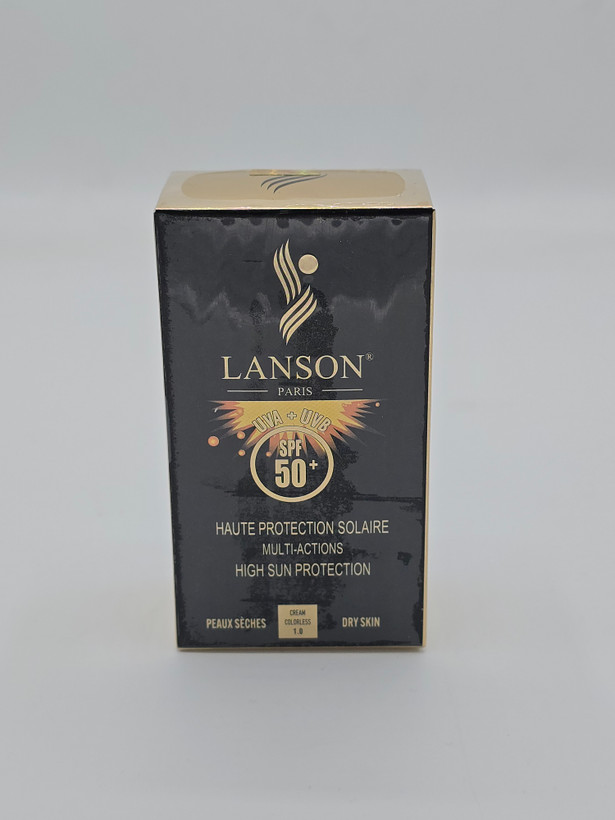 LANSON®
PARIS
UVA + UVB
SPF
50+
HAUTE PROTECTION SOLAIRE
MULTI-ACTIONS
HIGH SUN PROTECTION
PEAUX SÈCHES
CREAM
COLORLESS
1.0
DRY SKIN